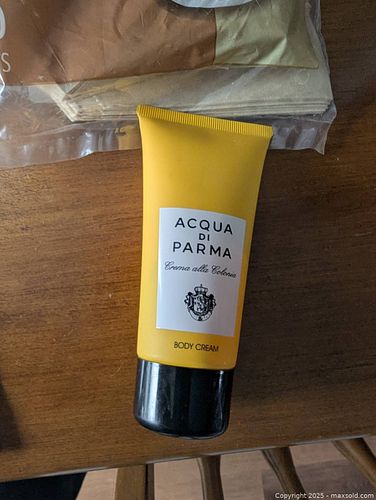 S
ACQUA
DI
PARMA
Crema alla Colonia
BODY CREAM
Copyright 2025 - maxsold.com